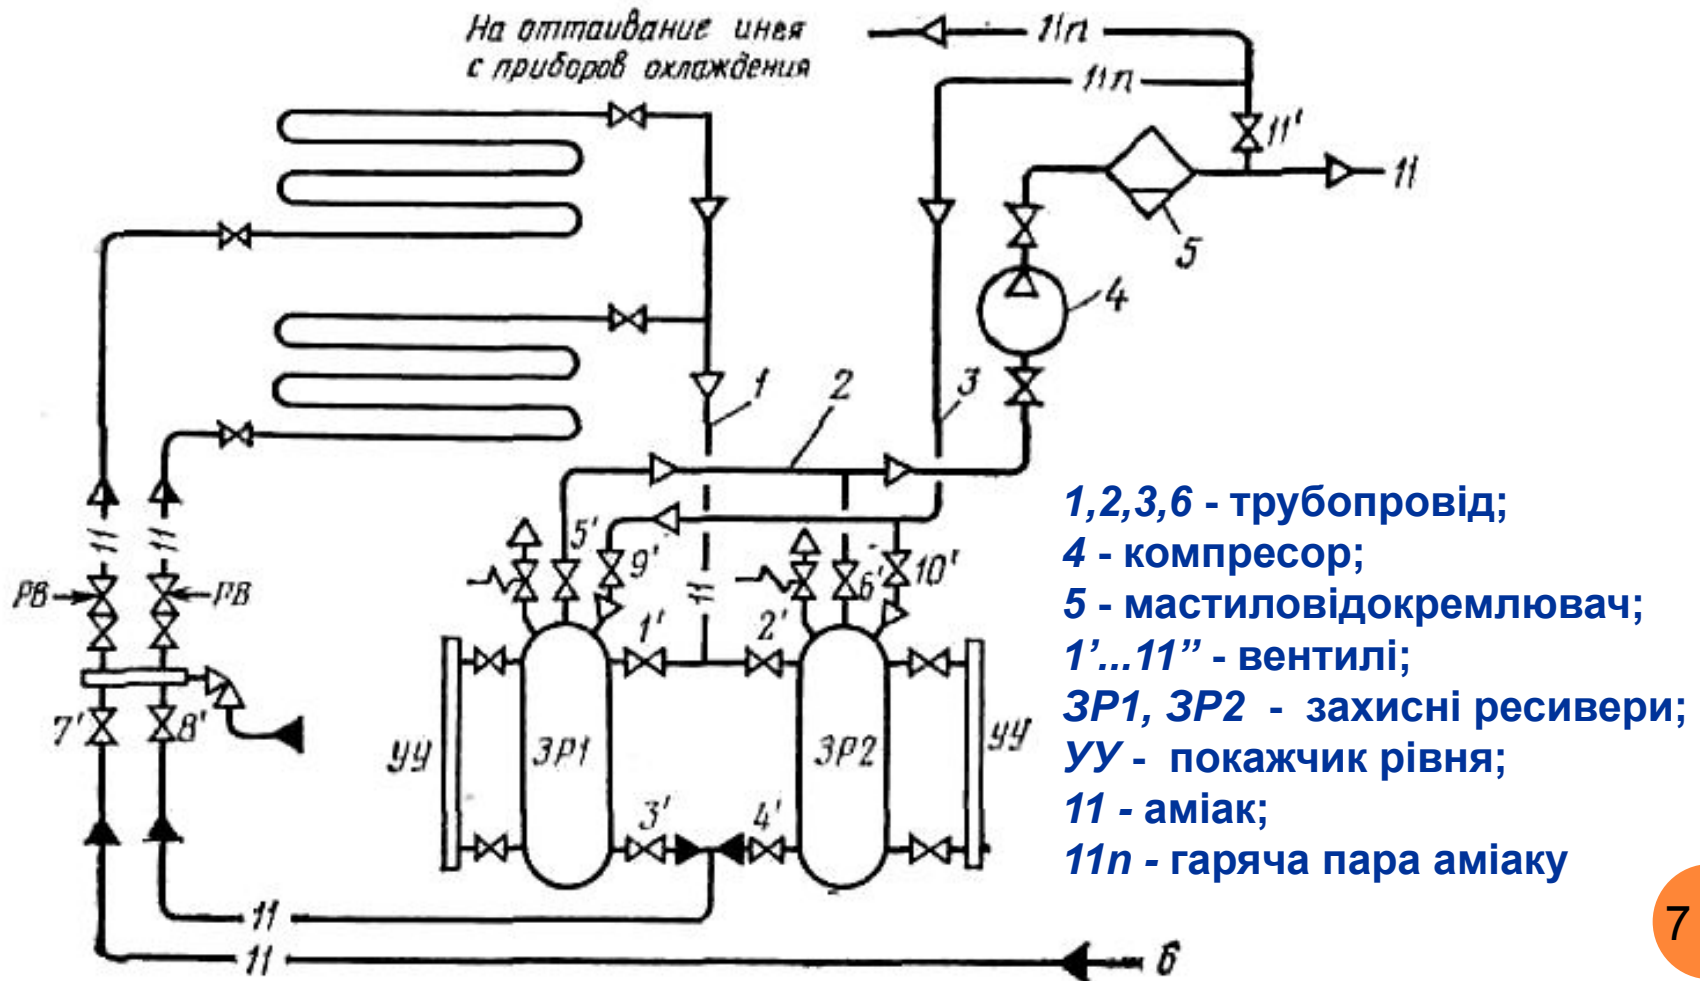 На оттаивание инея
с приборов охлаждения
11п
11п
11'
11
5
4
1
2
3
5'
9'
6'
10'
11
11
11
РВ
РВ
1'
2'
7'
8'
УУ
ЗР1
ЗР2
УУ
3'
4'
11
11
6
1,2,3,6 - трубопровід;
4 - компресор;
5 - мастиловідокремлювач;
1’...11” - вентилі;
ЗР1, ЗР2 - захисні ресивери;
УУ - покажчик рівня;
11 - аміак;
11п - гаряча пара аміаку
7